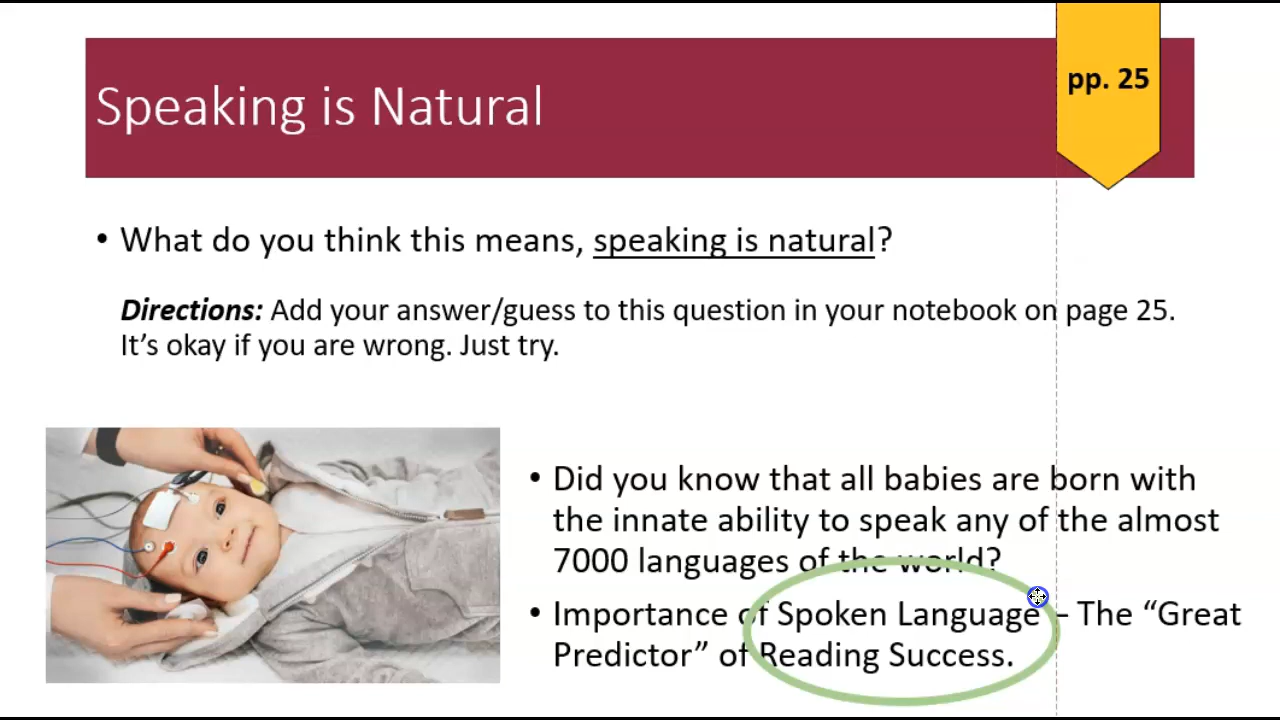 pp. 25
Speaking is Natural
• What do you think this means, speaking is natural?
Directions: Add your answer/guess to this question in your notebook on page 25.
It’s okay if you are wrong. Just try.
• Did you know that all babies are born with
the innate ability to speak any of the almost
7000 languages of the world?
• Importance of Spoken Language – The “Great
Predictor” of Reading Success.